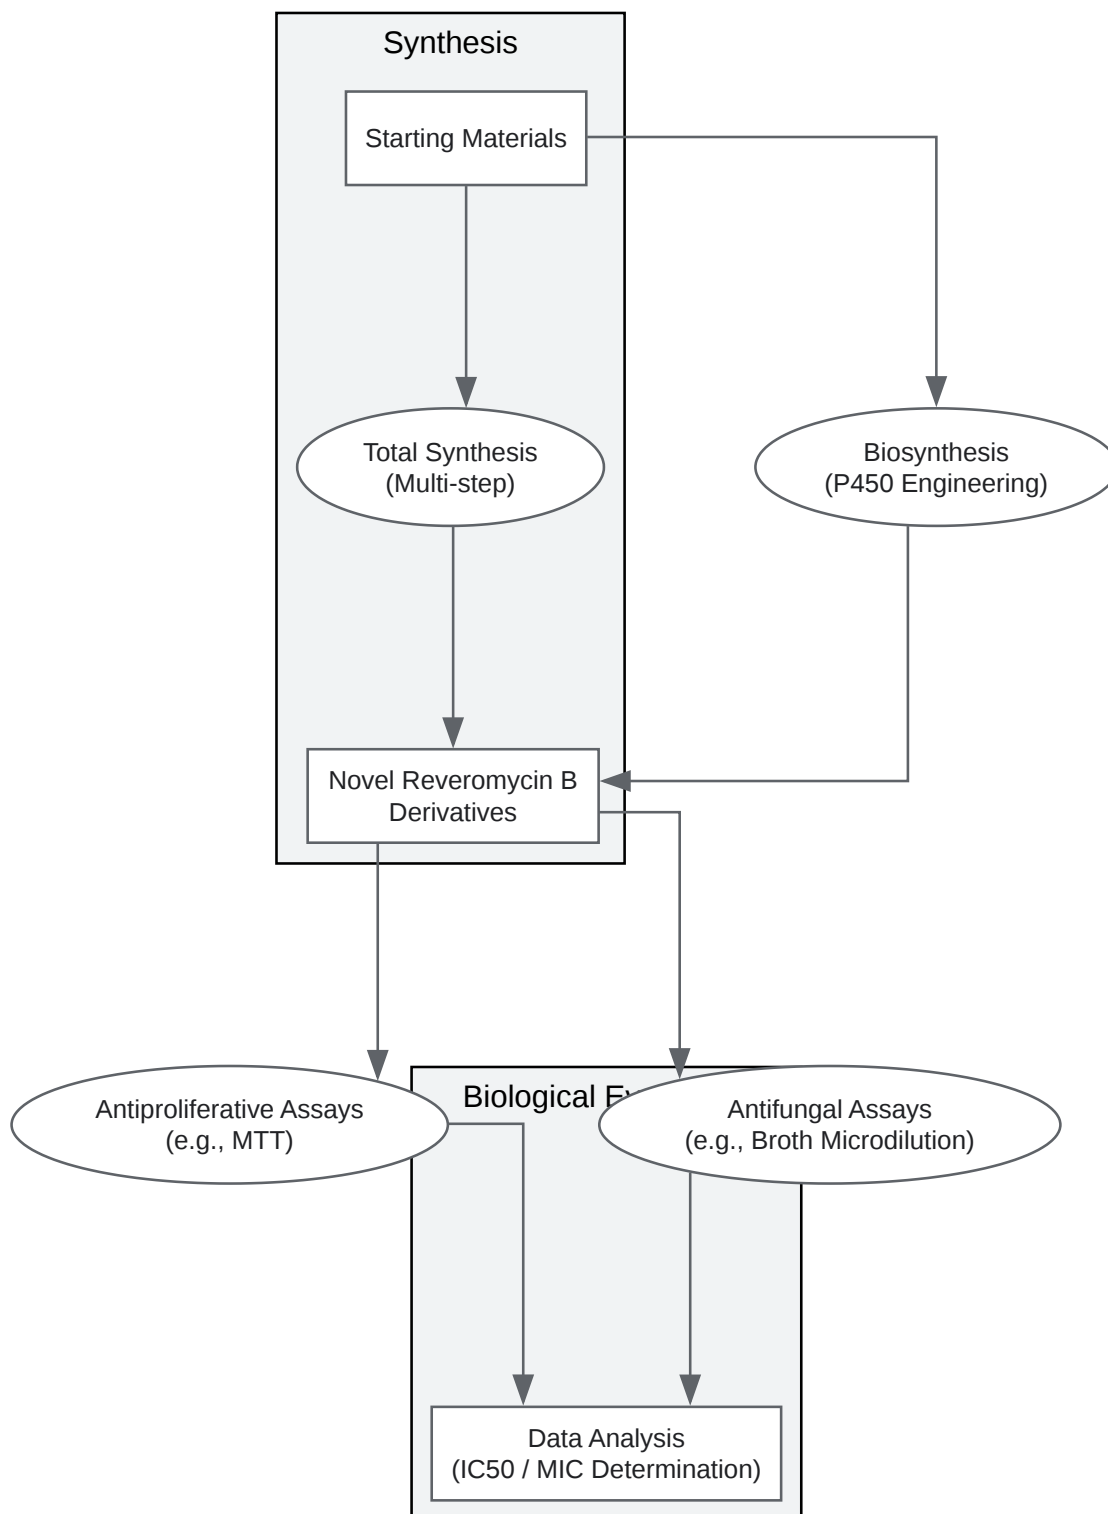 Synthesis
Starting Materials
Total Synthesis
(Multi-step)
Biosynthesis
(P450 Engineering)
Novel Reveromycin B
Derivatives
Biological
Antiproliferative Assays
(e.g., MTT)
Antifungal Assays
(e.g., Broth Microdilution)
Data Analysis
(IC50 / MIC Determination)